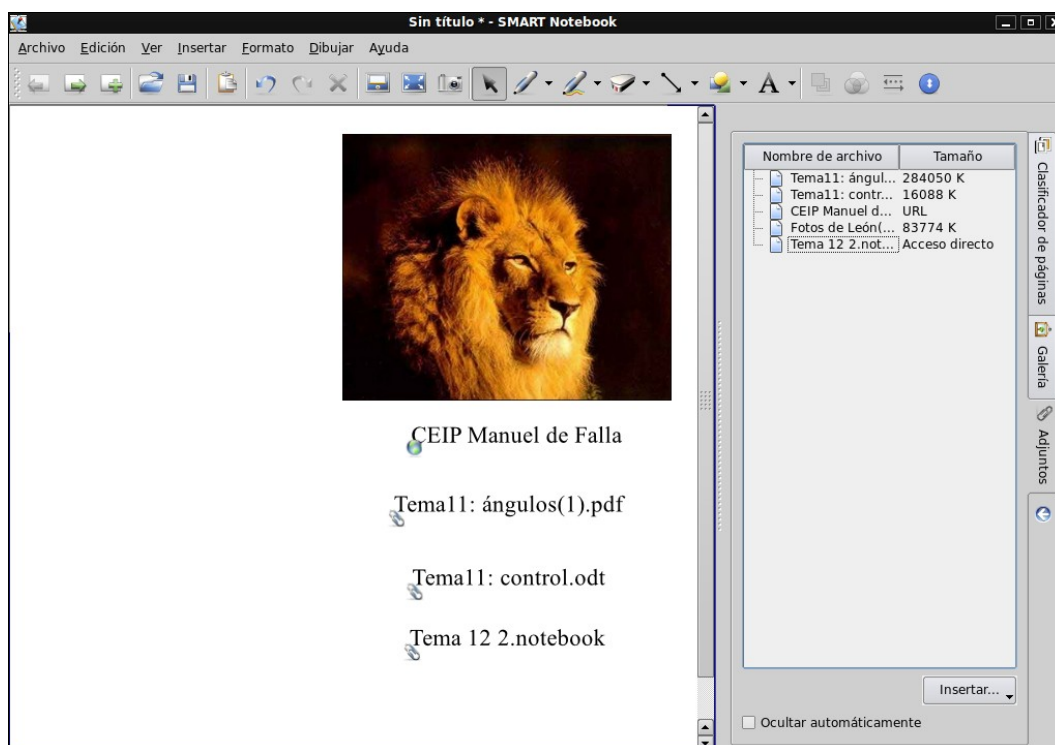 Sin título * - SMART Notebook
Archivo Edición Ver Insertar Formato Dibujar Ayuda
A
CEIP Manuel de Falla
Tema11: ángulos(1).pdf
Tema11: control.odt
Tema 12 2.notebook
Nombre de archivo Tamaño
Tema11: ángul... 284050 K
Tema11: contr... 16088 K
CEIP Manuel d... URL
Fotos de León(... 83774 K
Tema 12 2.not... Acceso directo
Insertar...
Ocultar automáticamente
Clasificador de páginas
Galería
Adjuntos